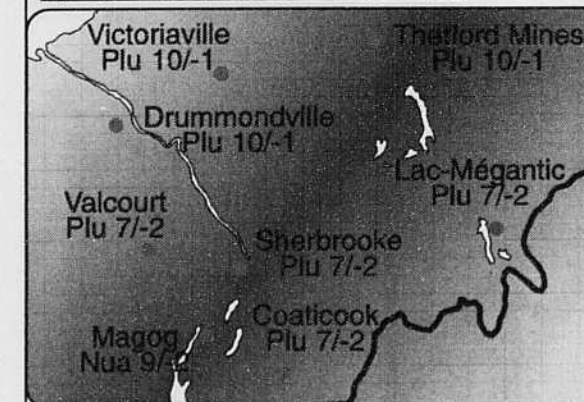 Victoriaville
Plu 10/-1
Thetford Mines
Plu 10/-1
Drummondville
Plu 10/-1
Lac-Mégantic
Plu 7/-2
Valcourt
Plu 7/-2
Sherbrooke
Plu 7/-2
Coaticook
Plu 7/-2
Magog
Nua 9/-2